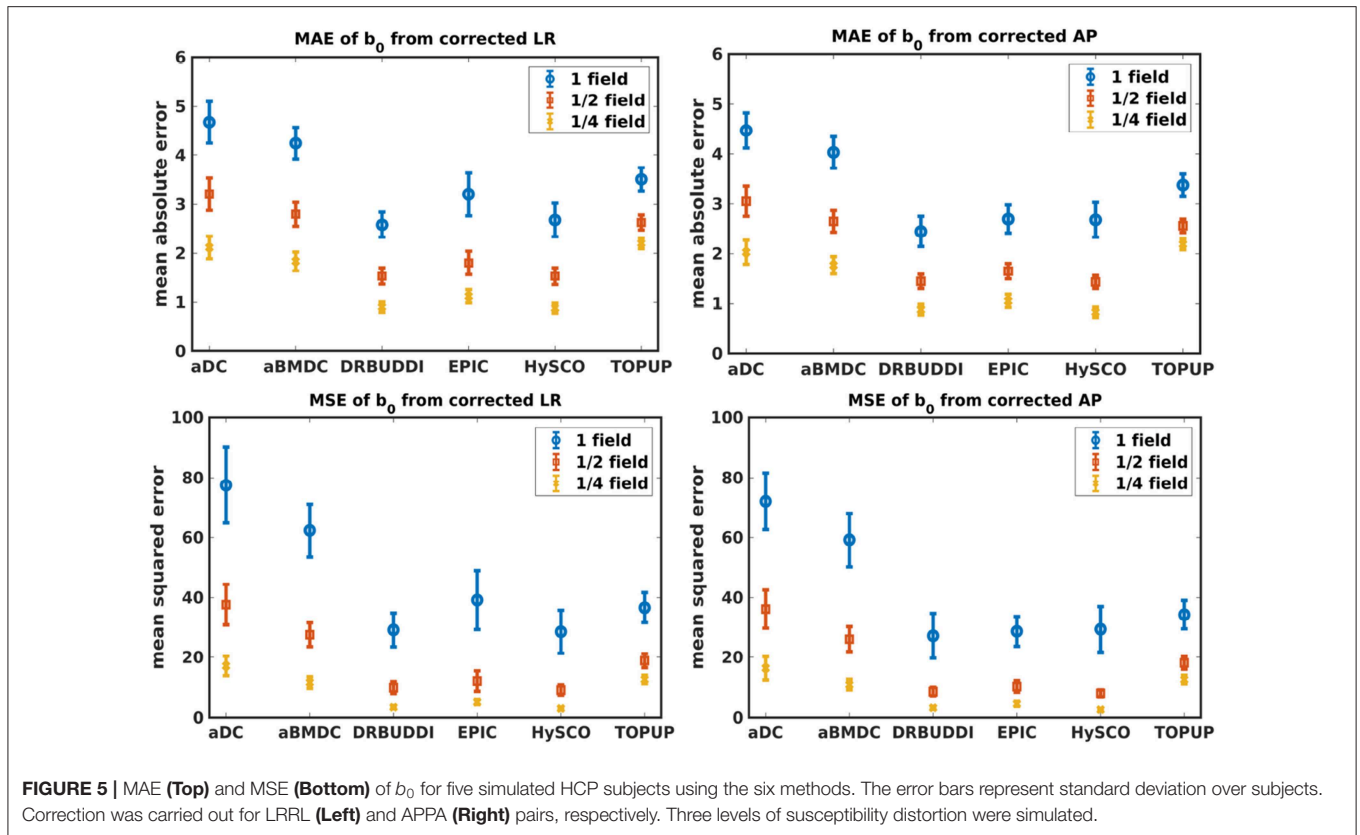 MAE of b0 from corrected LR
mean absolute error
6
5
4
3
2
1
0
1 field
1/2 field
1/4 field
aDC aBMDC DRBUDDI EPIC HySCO TOPUP
MAE of b0 from corrected AP
mean absolute error
6
5
4
3
2
1
0
1 field
1/2 field
1/4 field
aDC aBMDC DRBUDDI EPIC HySCO TOPUP
MSE of b0 from corrected LR
mean squared error
100
80
60
40
20
0
1 field
1/2 field
1/4 field
aDC aBMDC DRBUDDI EPIC HySCO TOPUP
MSE of b0 from corrected AP
mean squared error
100
80
60
40
20
0
1 field
1/2 field
1/4 field
aDC aBMDC DRBUDDI EPIC HySCO TOPUP
FIGURE 5 | MAE (Top) and MSE (Bottom) of b0 for five simulated HCP subjects using the six methods. The error bars represent standard deviation over subjects.
Correction was carried out for LRRL (Left) and APPA (Right) pairs, respectively. Three levels of susceptibility distortion were simulated.